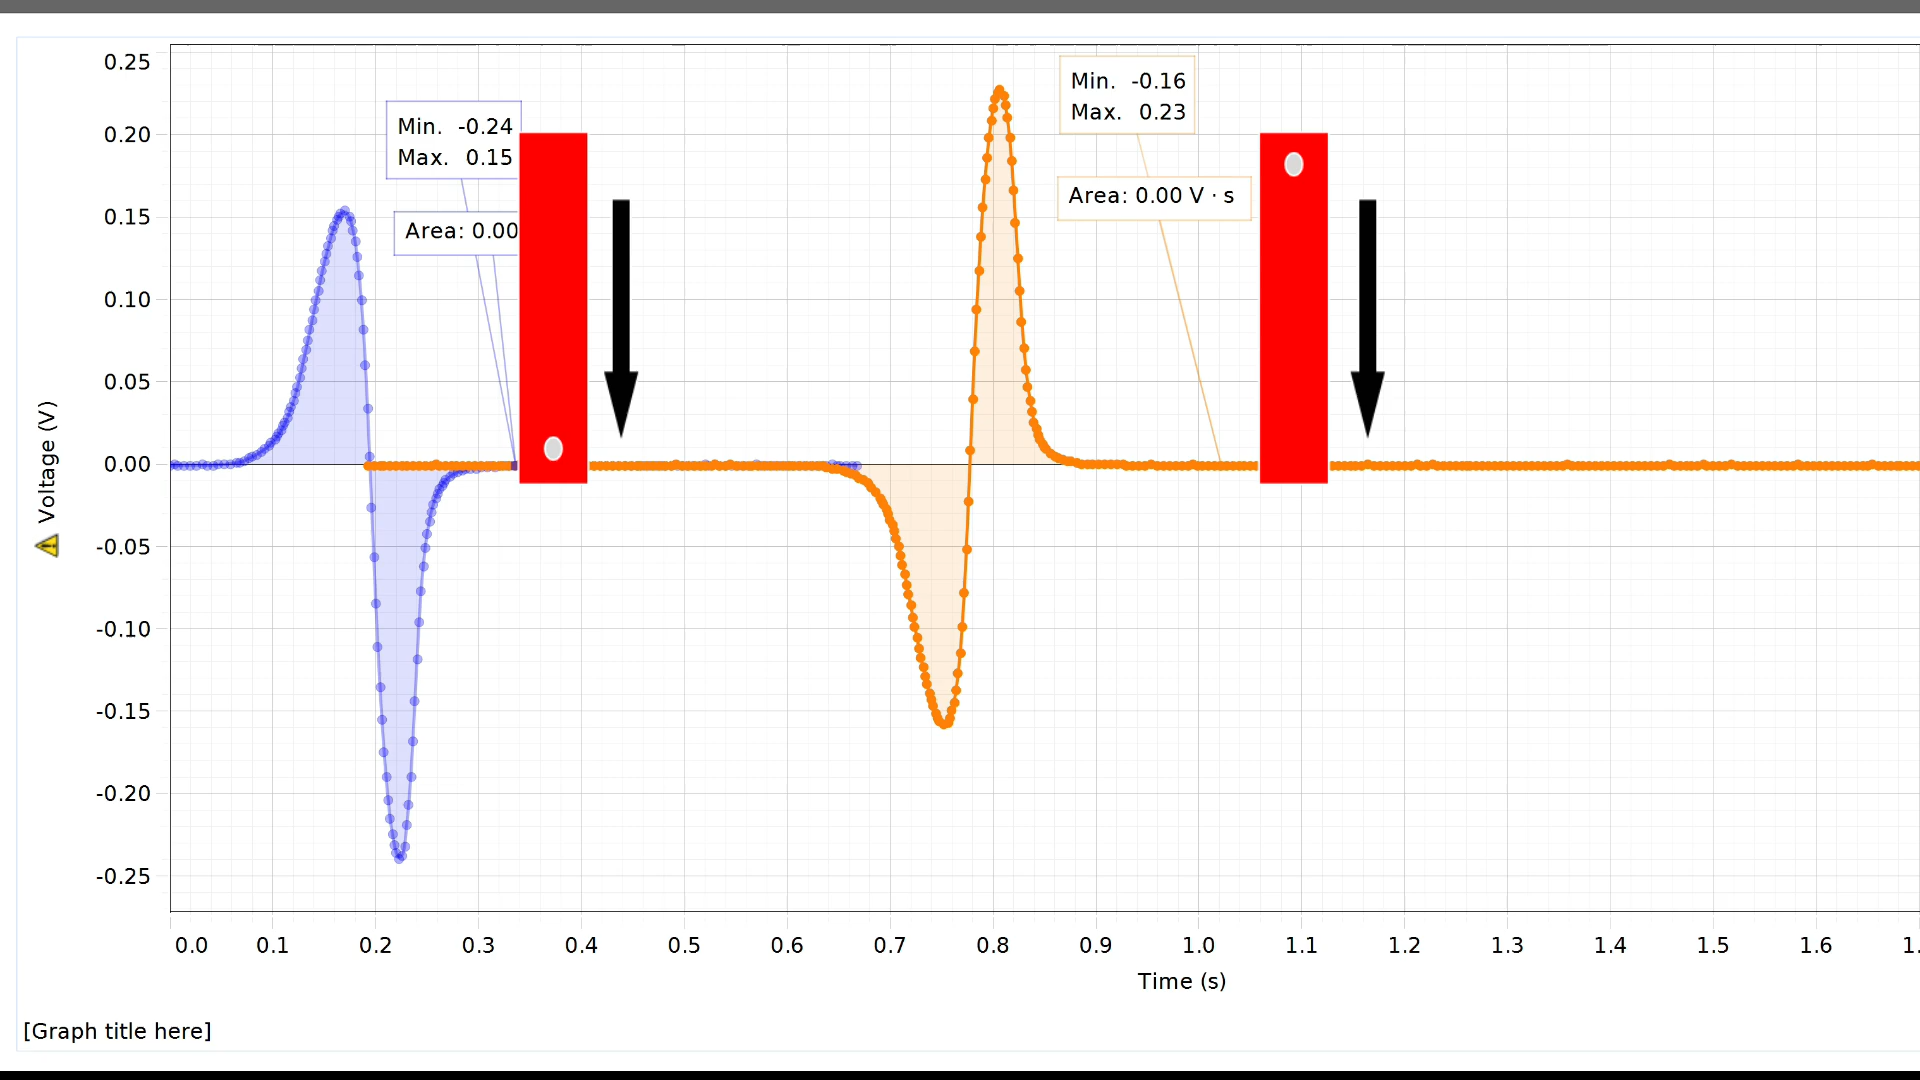 0.25
0.20
0.15
0.10
0.05
0.00
-0.05
-0.10
-0.15
-0.20
-0.25
Voltage (V)
Min. -0.24
Max. 0.15
Area: 0.00
Min. -0.16
Max. 0.23
Area: 0.00 V · s
0.0 0.1 0.2 0.3 0.4 0.5 0.6 0.7 0.8 0.9 1.0 1.1 1.2 1.3 1.4 1.5 1.6 1.
Time (s)
[Graph title here]